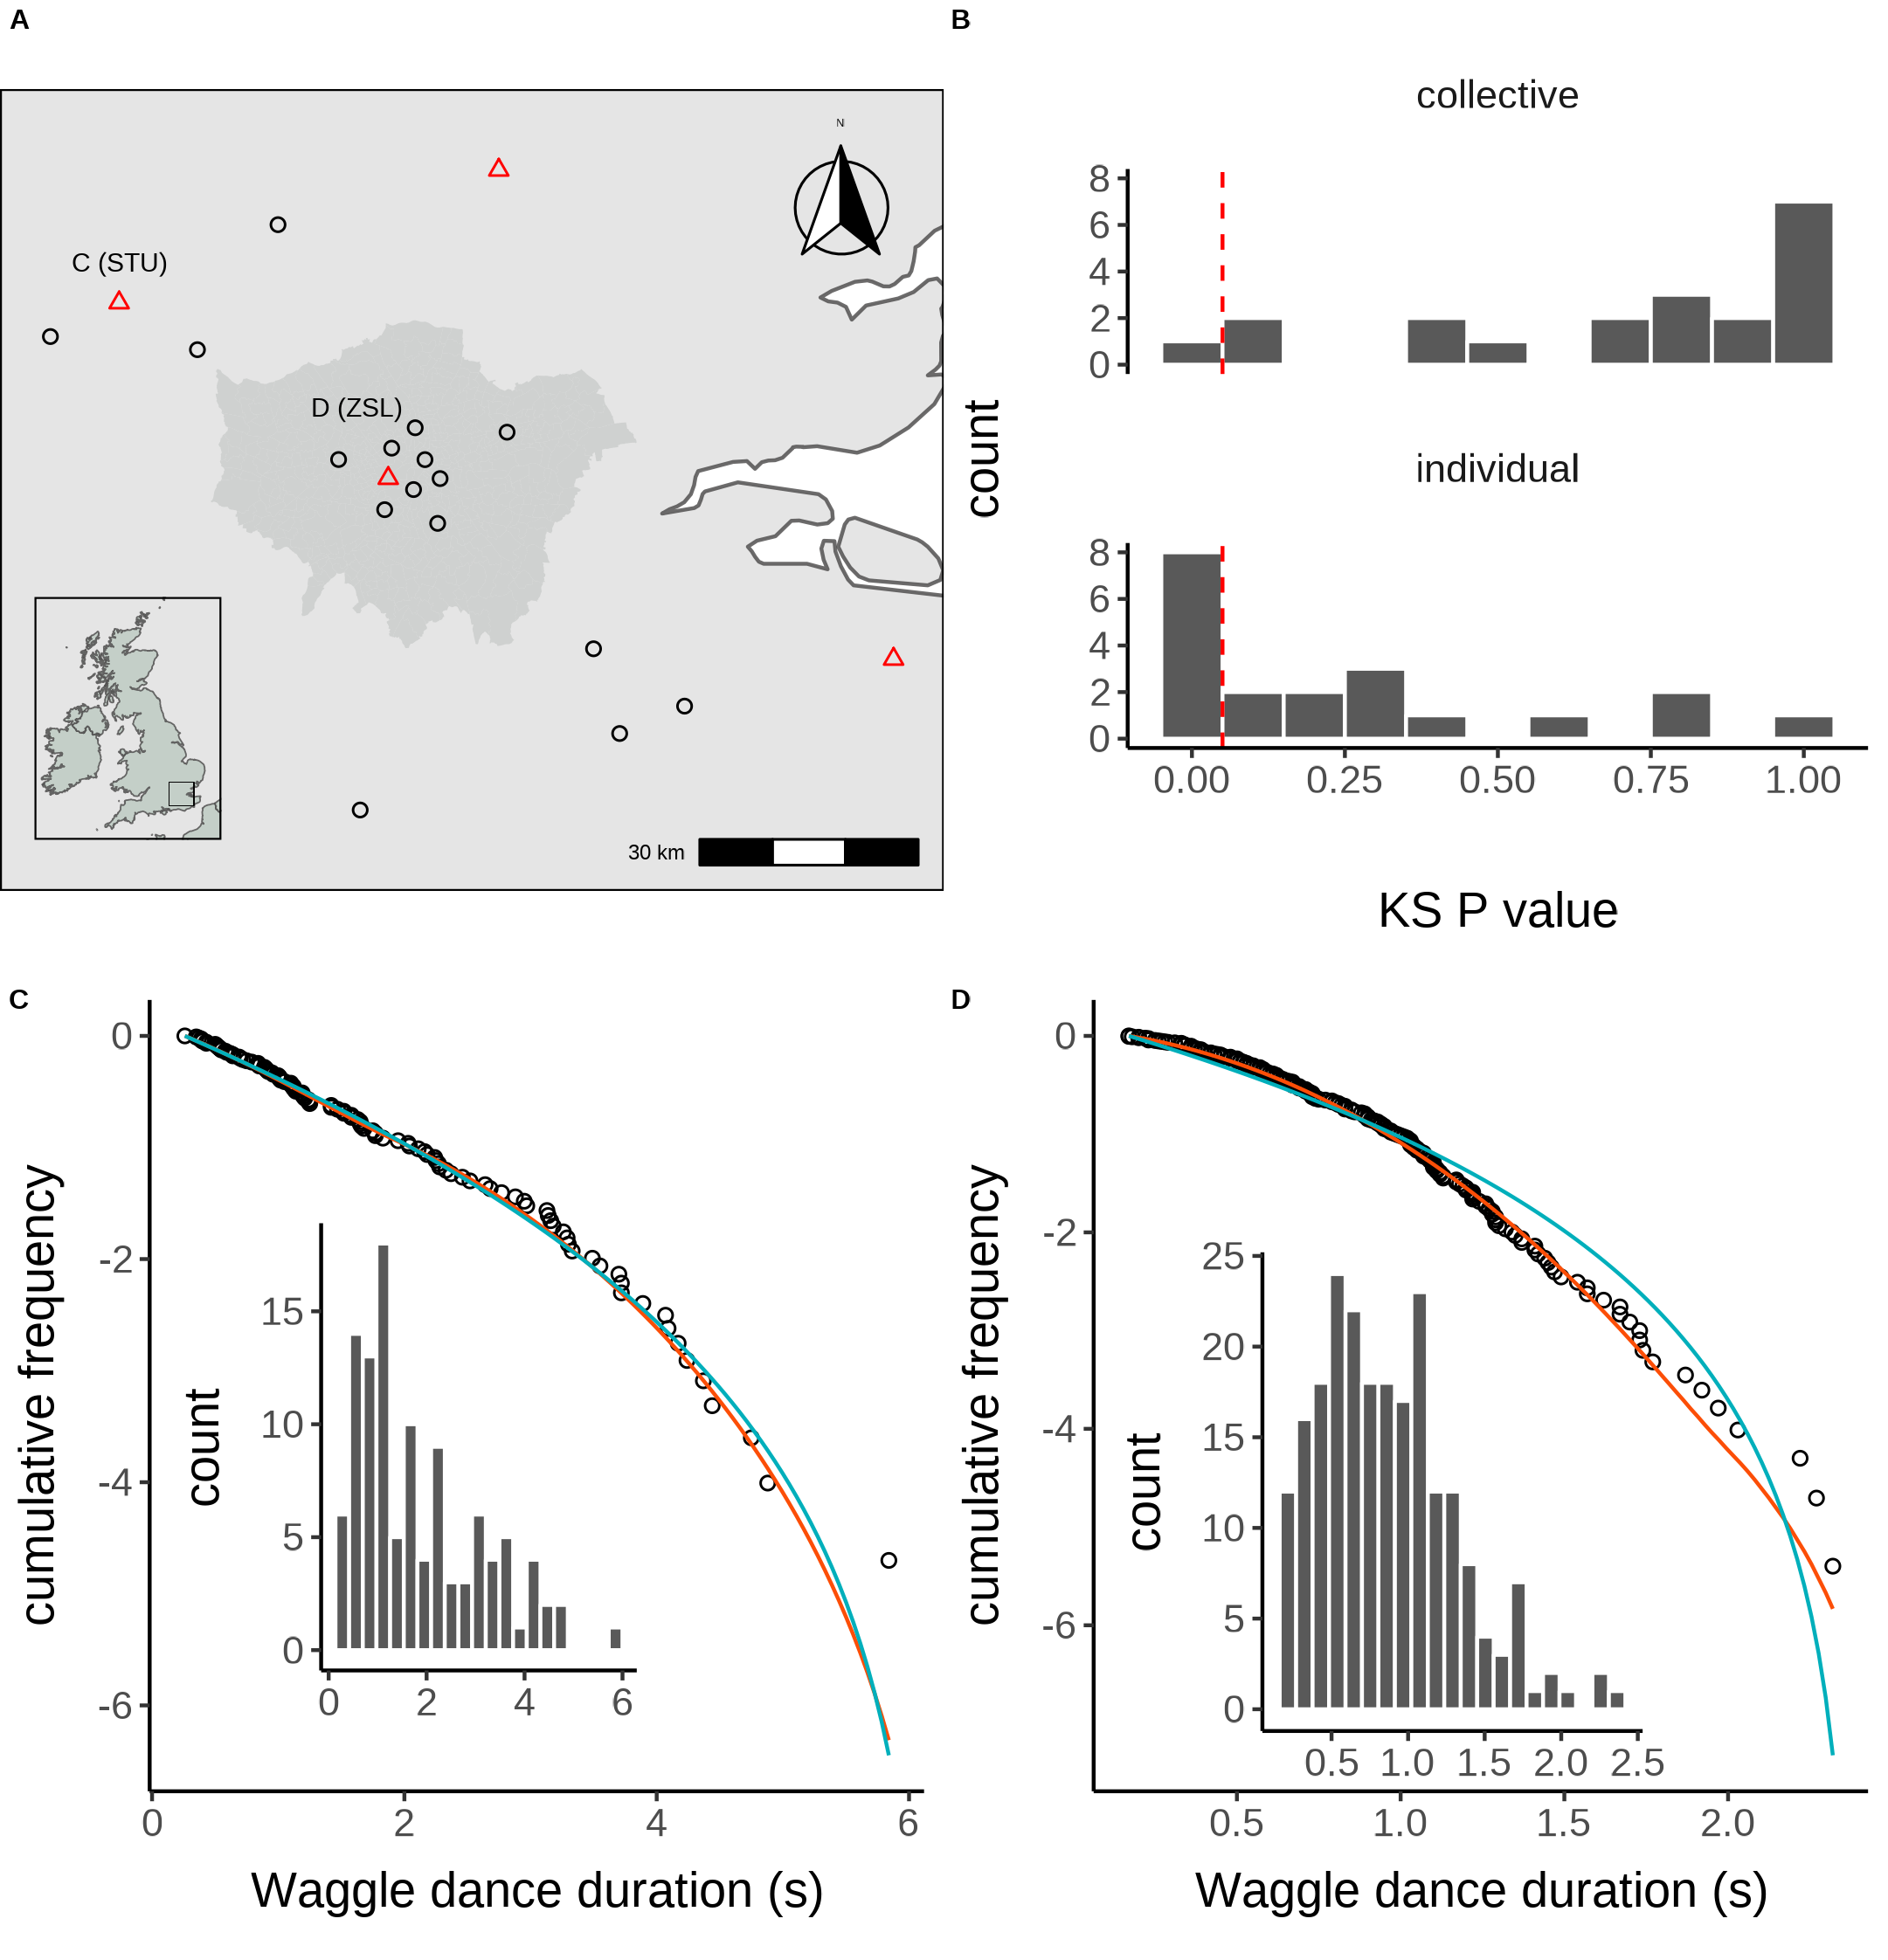 A
N
C (STU)
D (ZSL)
30 km
B
collective
8
6
4
2
0
count
individual
8
6
4
2
0
0.00 0.25 0.50 0.75 1.00
KS P value
C
0
-2
-4
-6
cumulative frequency
count
15
10
5
0
0 2 4 6
0 2 4 6
Waggle dance duration (s)
D
0
-2
-4
-6
cumulative frequency
count
25
20
15
10
5
0
0.5 1.0 1.5 2.0 2.5
0.5 1.0 1.5 2.0
Waggle dance duration (s)